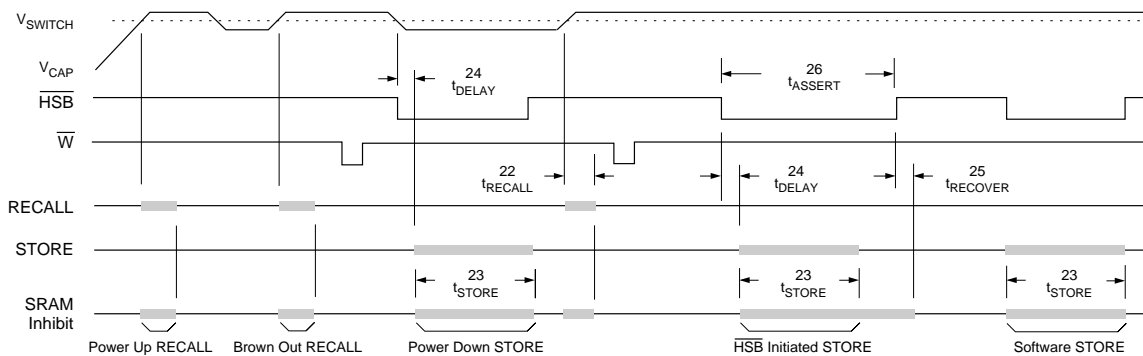 VSWITCH
VCAP
24
tDELAY
26
tASSERT
HSB
W
22
tRECALL
24
tDELAY
25
tRECOVER
RECALL
STORE
23
tSTORE
23
tSTORE
23
tSTORE
SRAM
Inhibit
Power Up RECALL Brown Out RECALL Power Down STORE HSB Initiated STORE Software STORE